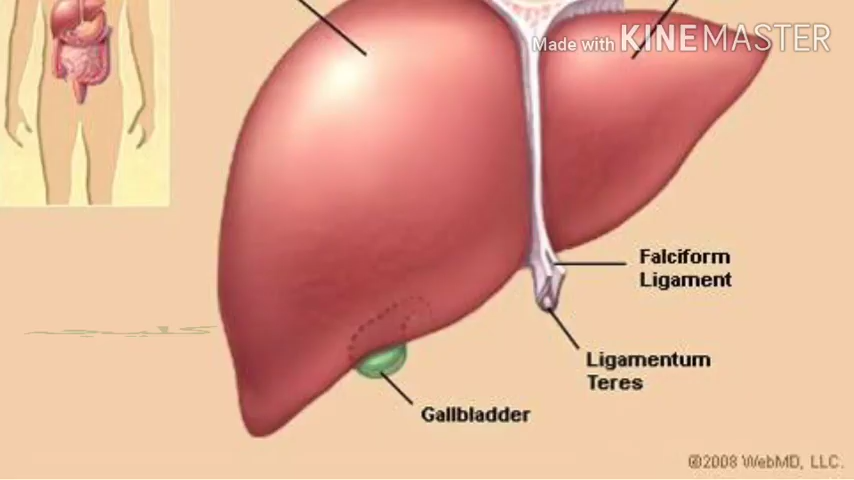 Made with KINEMASTER
Falciform
Ligament
Ligamentum
Teres
Gallbladder
©2008 WebMD, LLC.